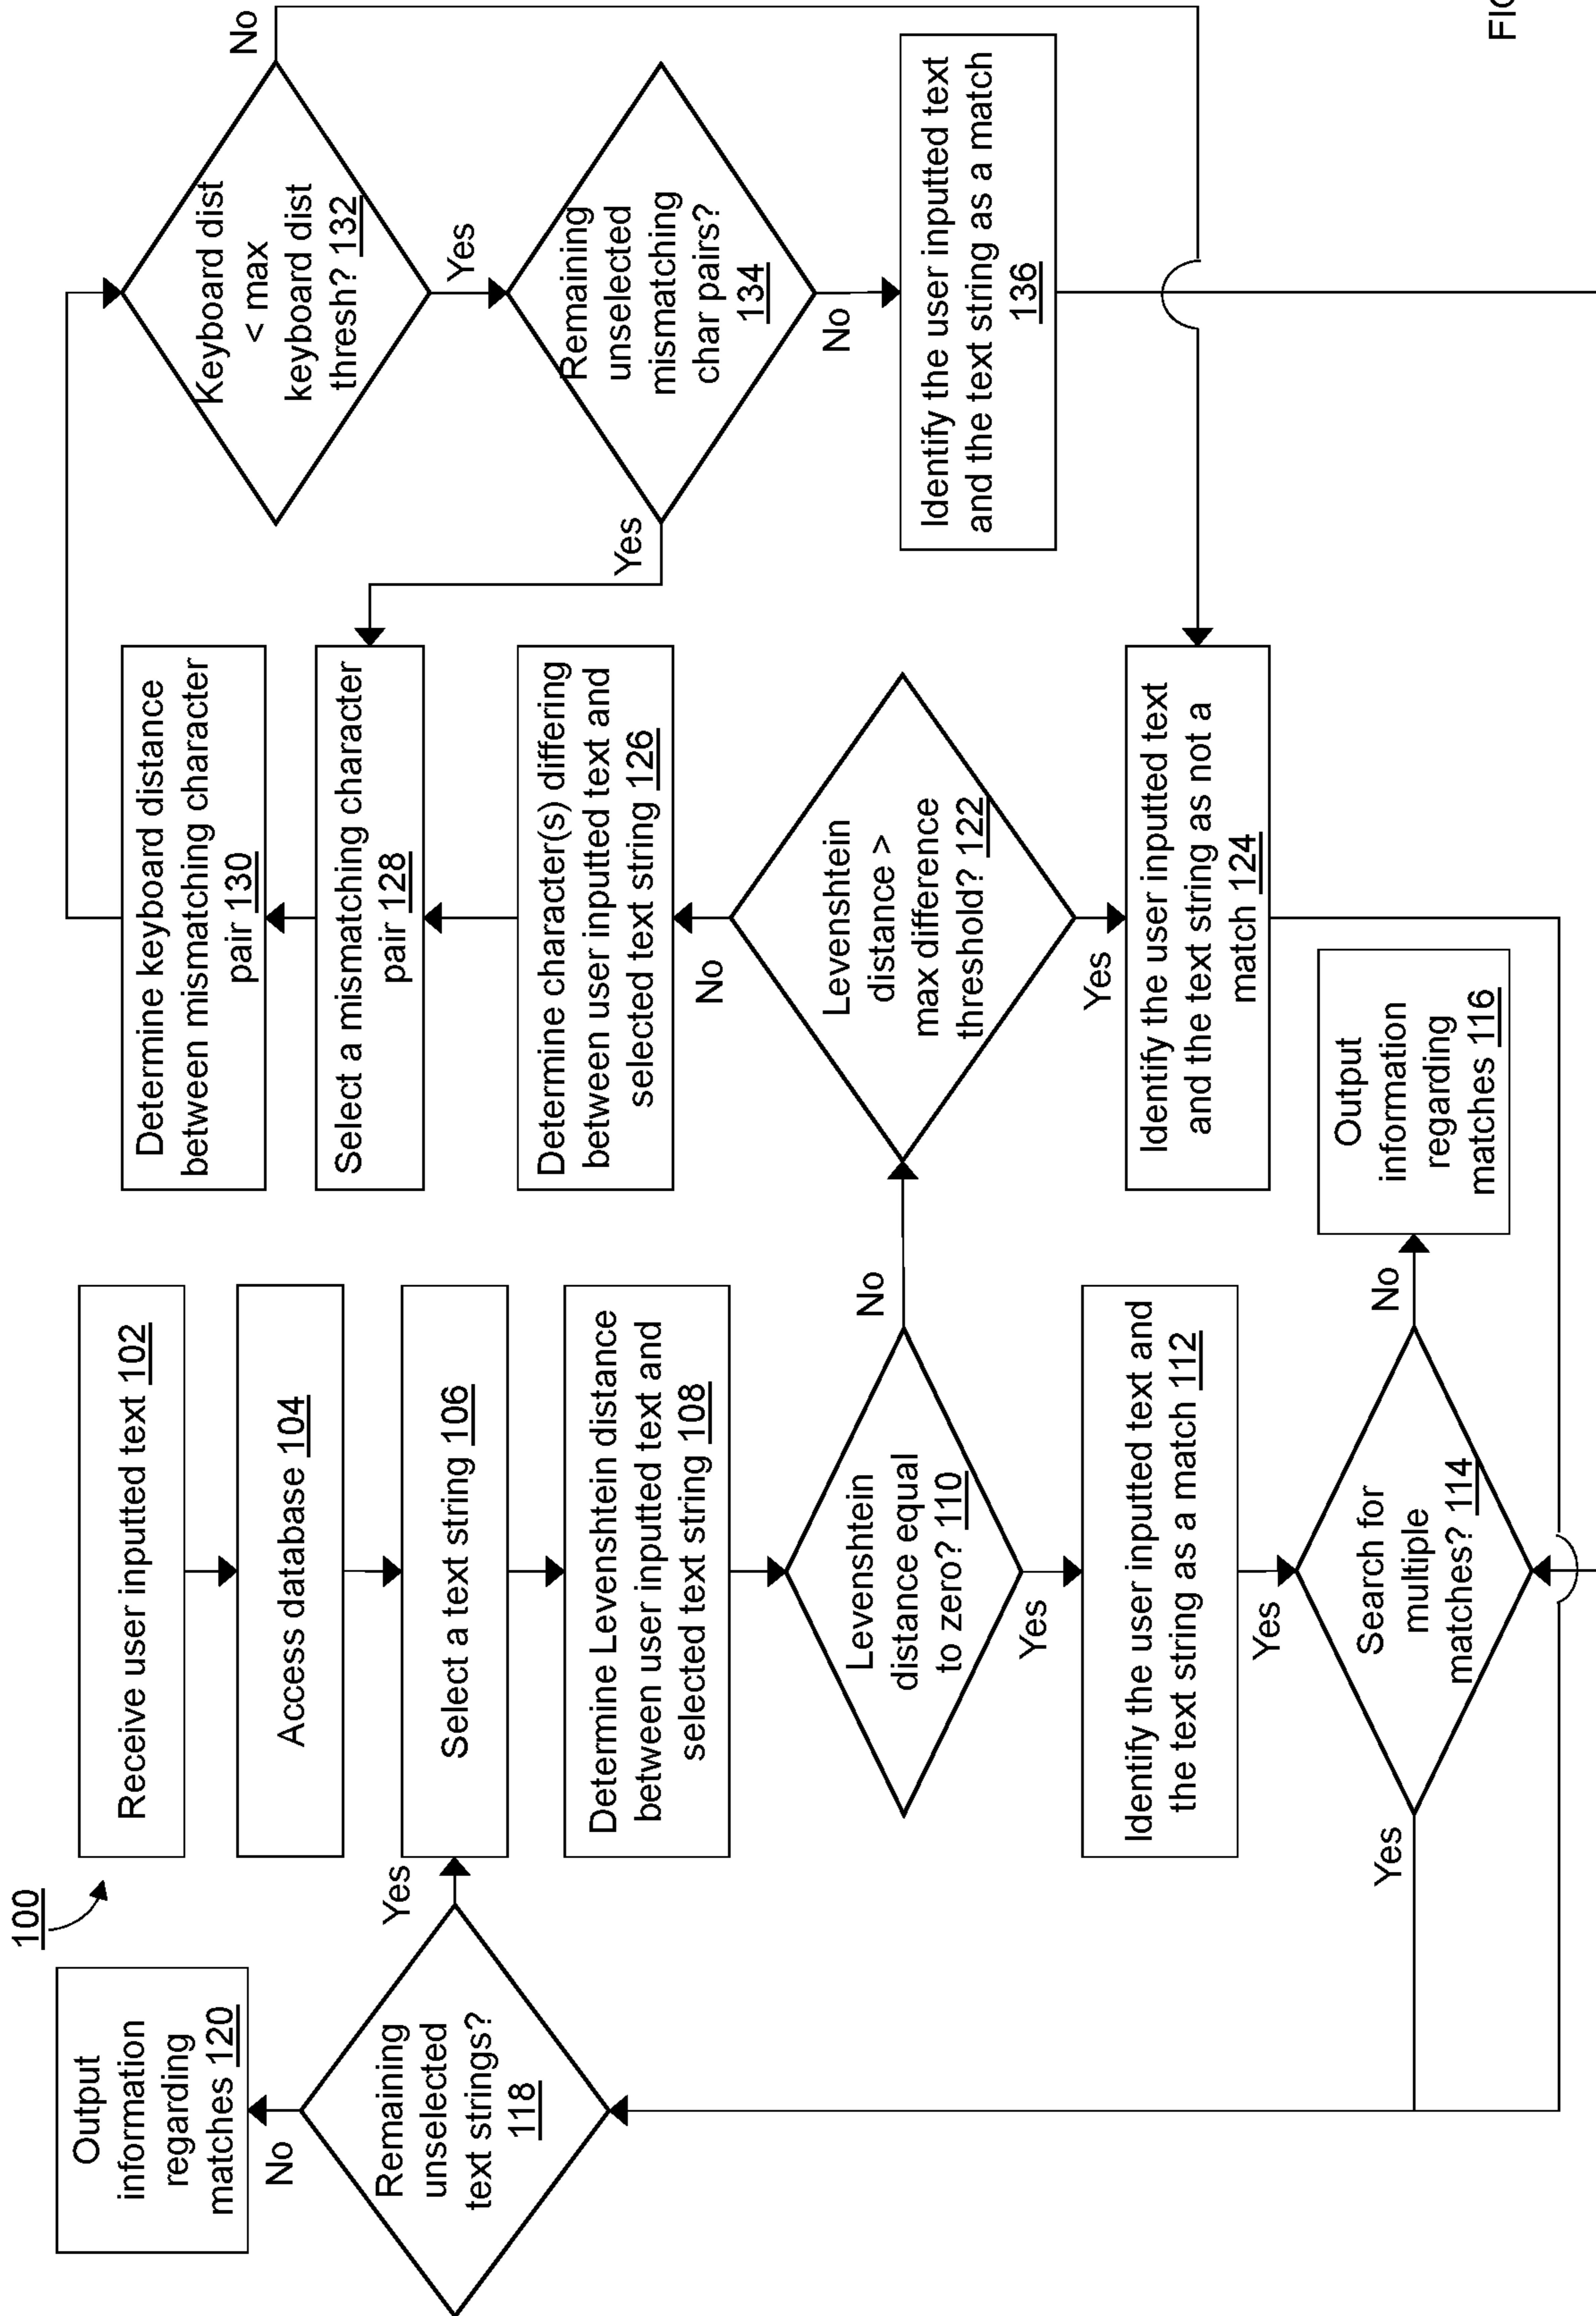 100
Output
information
regarding
matches 120
No
Remaining
unselected
text strings?
118
Yes
Receive user inputted text 102
Access database 104
Select a text string 106
Determine Levenshtein distance
between user inputted text and
selected text string 108
Levenshtein
distance equal
to zero? 110
No
Yes
Identify the user inputted text and
the text string as a match 112
Yes
Search for
multiple
matches? 114
Yes
No
Output
information
regarding
matches 116
Determine keyboard distance
between mismatching character
pair 130
Select a mismatching character
pair 128
Determine character(s) differing
between user inputted text and
selected text string 126
No
Levenshtein
distance >
max difference
threshold? 122
Yes
Identify the user inputted text
and the text string as not a
match 124
Keyboard dist
< max
keyboard dist
thresh? 132
No
Yes
Remaining
unselected
mismatching
char pairs?
134
Yes
No
Identify the user inputted text
and the text string as a match
136